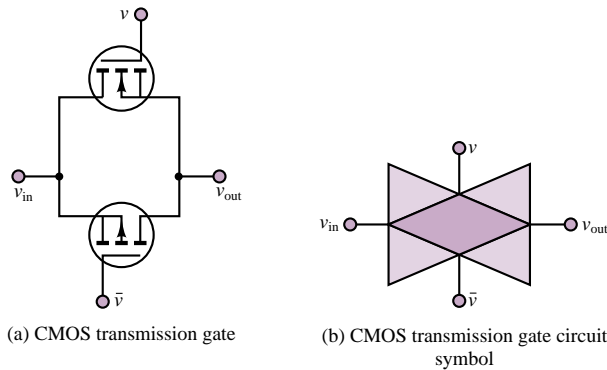 v
v
v_in
v_out
v_in
v_out
v̄
v̄
(a) CMOS transmission gate
(b) CMOS transmission gate circuit
symbol